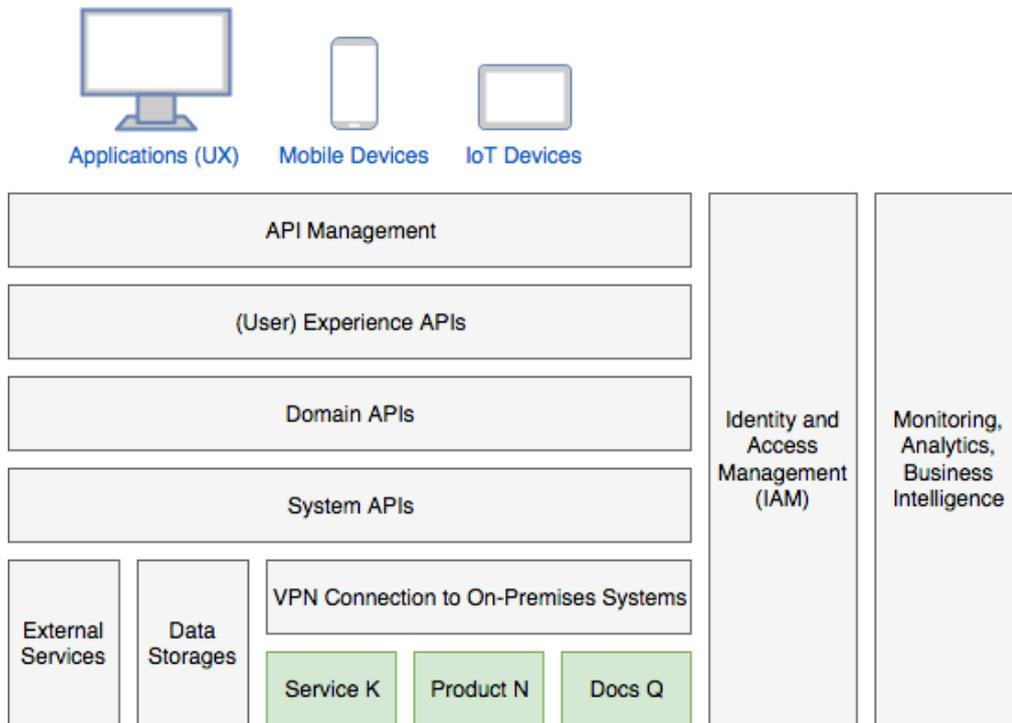 Applications (UX)
Mobile Devices
IoT Devices
API Management
(User) Experience APIs
Domain APIs
System APIs
External
Services
Data
Storages
VPN Connection to On-Premises Systems
Service K
Product N
Docs Q
Identity and
Access
Management
(IAM)
Monitoring,
Analytics,
Business
Intelligence